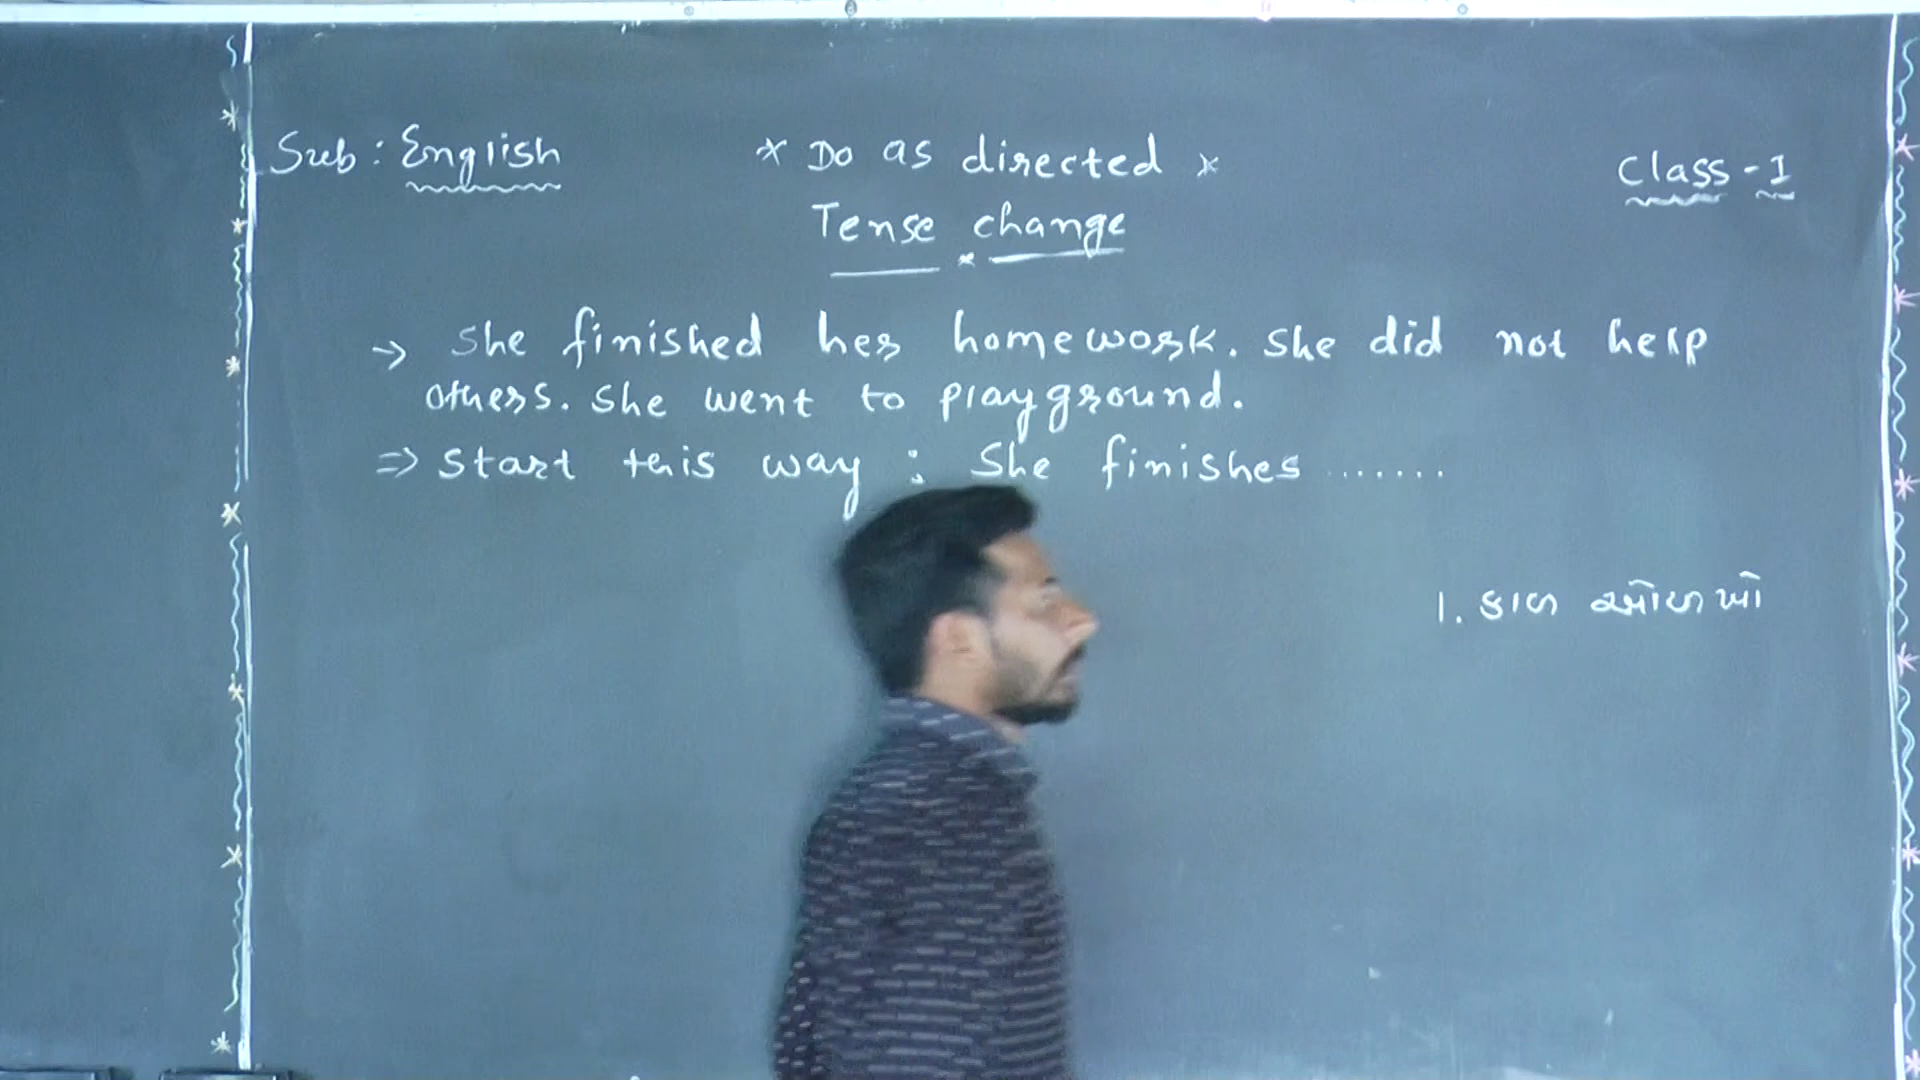 Sub : English
* Do as directed *
Class - 1
Tense change
→ She finished her homework. She did not help
others. She went to playground.
⇒ Start this way : She finishes .......
1. કાળ ઓળખો